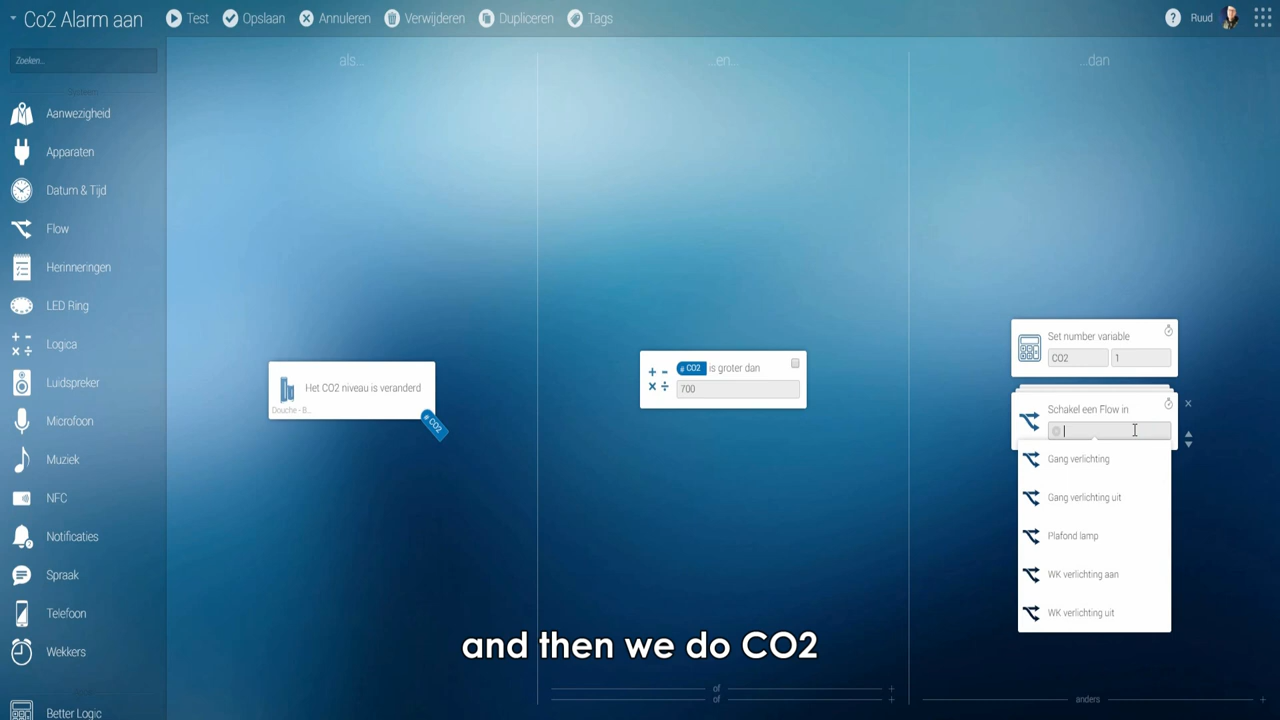 Co2 Alarm aan
Test
Opslaan
Annuleren
Verwijderen
Dupliceren
Tags
?
Ruud
Zoeken..
Aanwezigheid
Apparaten
Datum & Tijd
Flow
Herinneringen
LED Ring
Logica
Luidspreker
Microfoon
Muziek
NFC
Notificaties
Spraak
Telefoon
Wekkers
Better Logic
als...
Het CO2 niveau is veranderd
Douche - B...
# CO2
...en...
# CO2 is groter dan
700
of
of
...dan
Set number variable
CO2 1
Schakel een Flow in
Gang verlichting
Gang verlichting uit
Plafond lamp
WK verlichting aan
WK verlichting uit
anders
and then we do CO2